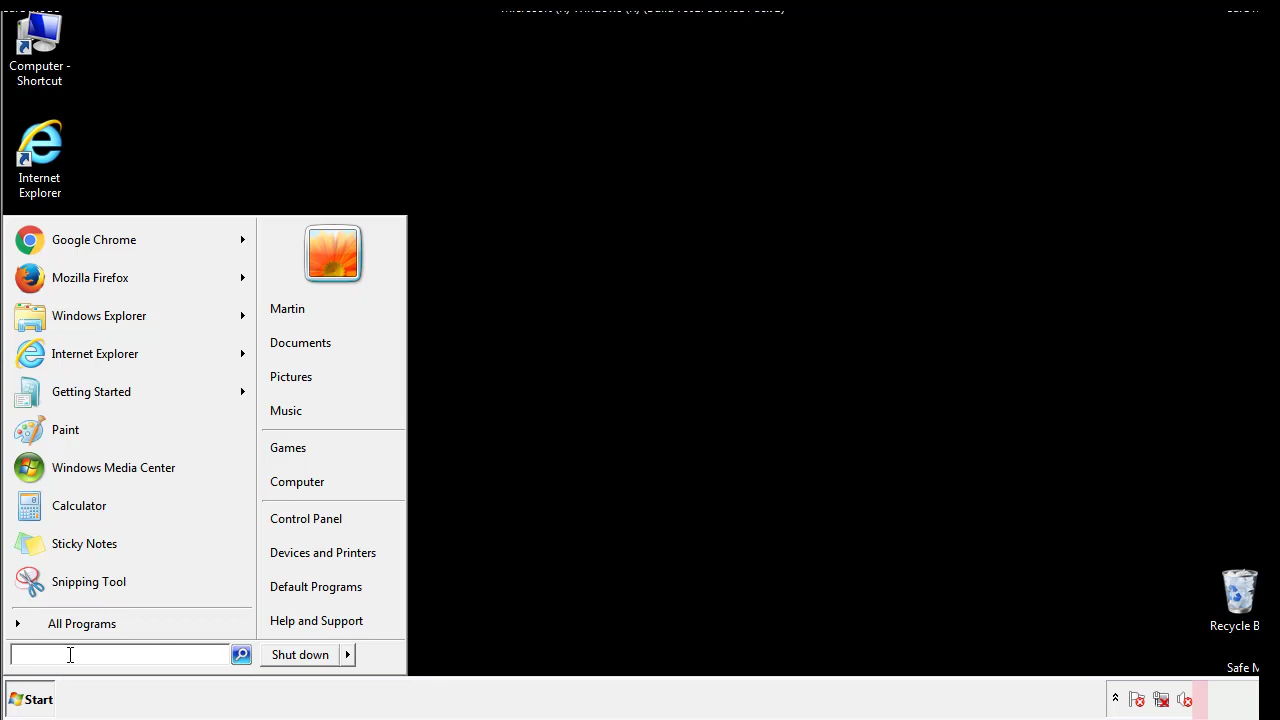 Computer -
Shortcut
Internet
Explorer
Google Chrome
Mozilla Firefox
Windows Explorer
Internet Explorer
Getting Started
Paint
Windows Media Center
Calculator
Sticky Notes
Snipping Tool
All Programs
Martin
Documents
Pictures
Music
Games
Computer
Control Panel
Devices and Printers
Default Programs
Help and Support
Shut down
Start
Recycle B
Safe M